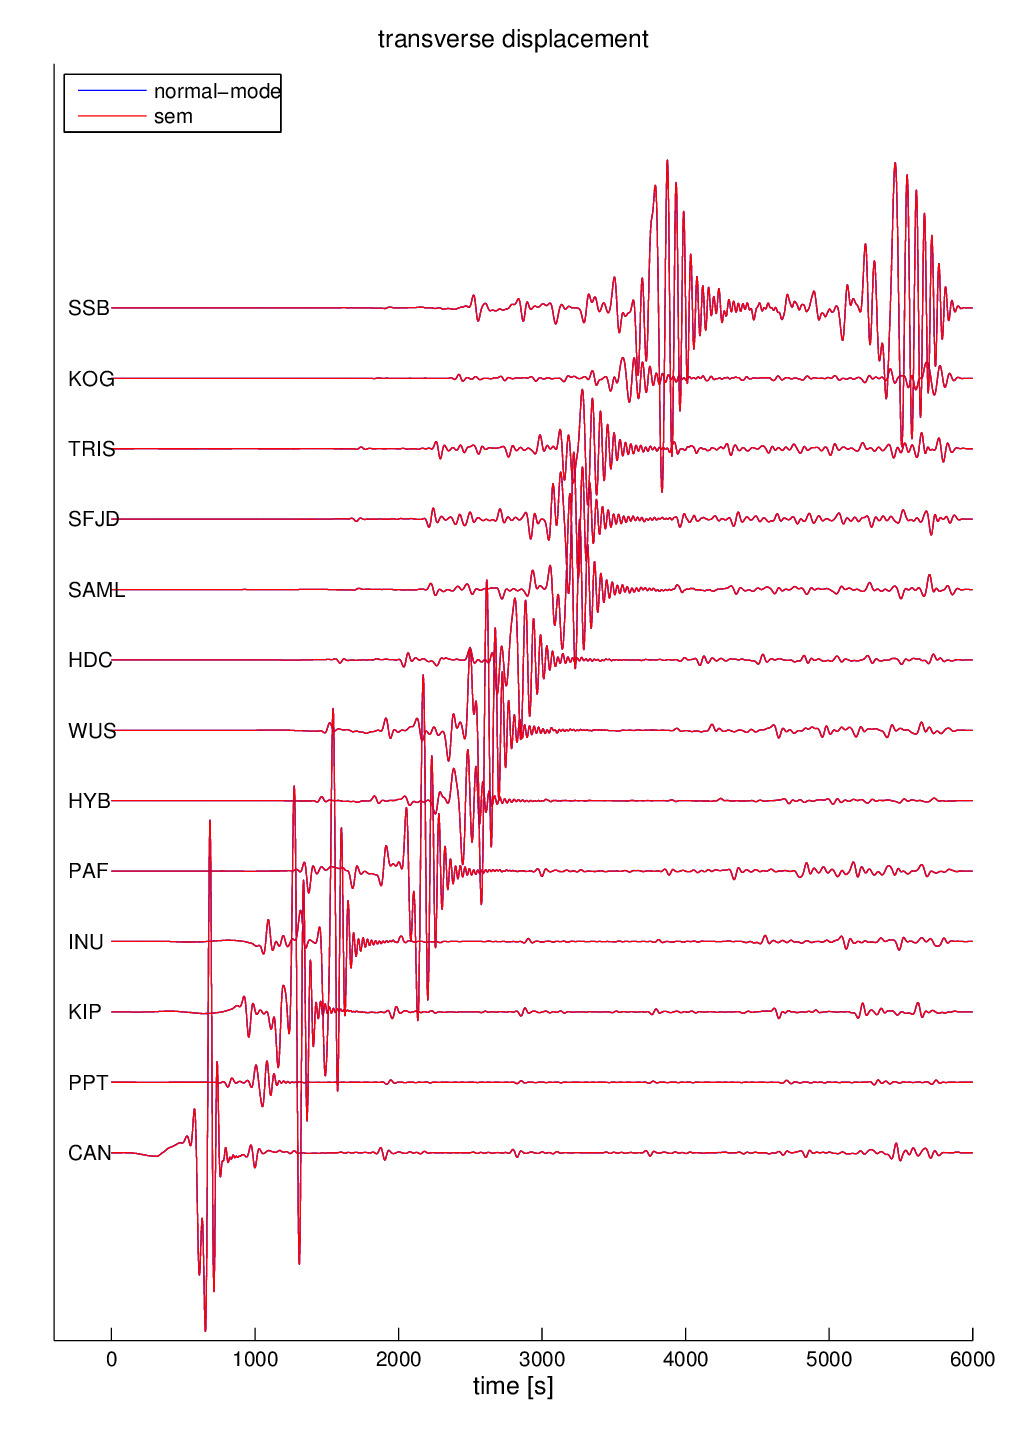 transverse displacement
normal−mode
sem
SSB
KOG
TRIS
SFJD
SAML
HDC
WUS
HYB
PAF
INU
KIP
PPT
CAN
0 1000 2000 3000 4000 5000 6000
time [s]